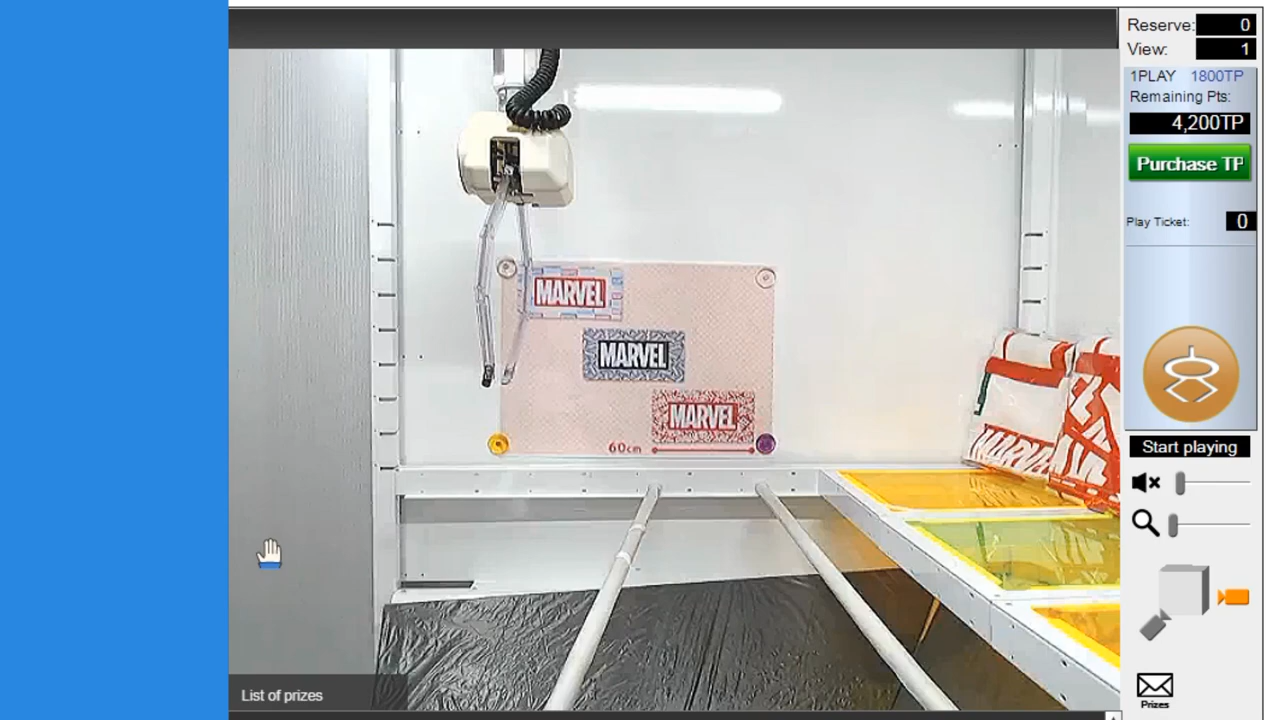 Reserve: 0
View: 1
1PLAY 1800TP
Remaining Pts:
4,200TP
Purchase TP
Play Ticket: 0
MARVEL
MARVEL
MARVEL
60cm
MARVEL
Start playing
List of prizes
Prizes